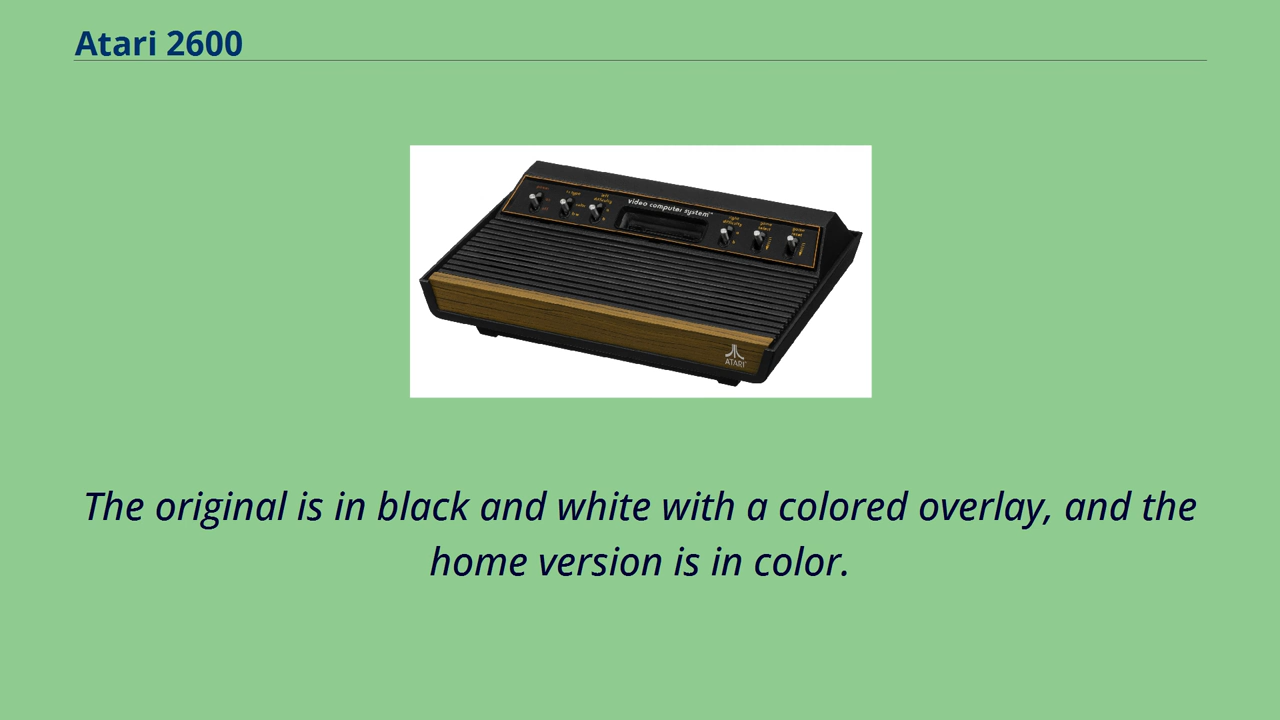 Atari 2600
video computer system™
ATARI
The original is in black and white with a colored overlay, and the
home version is in color.